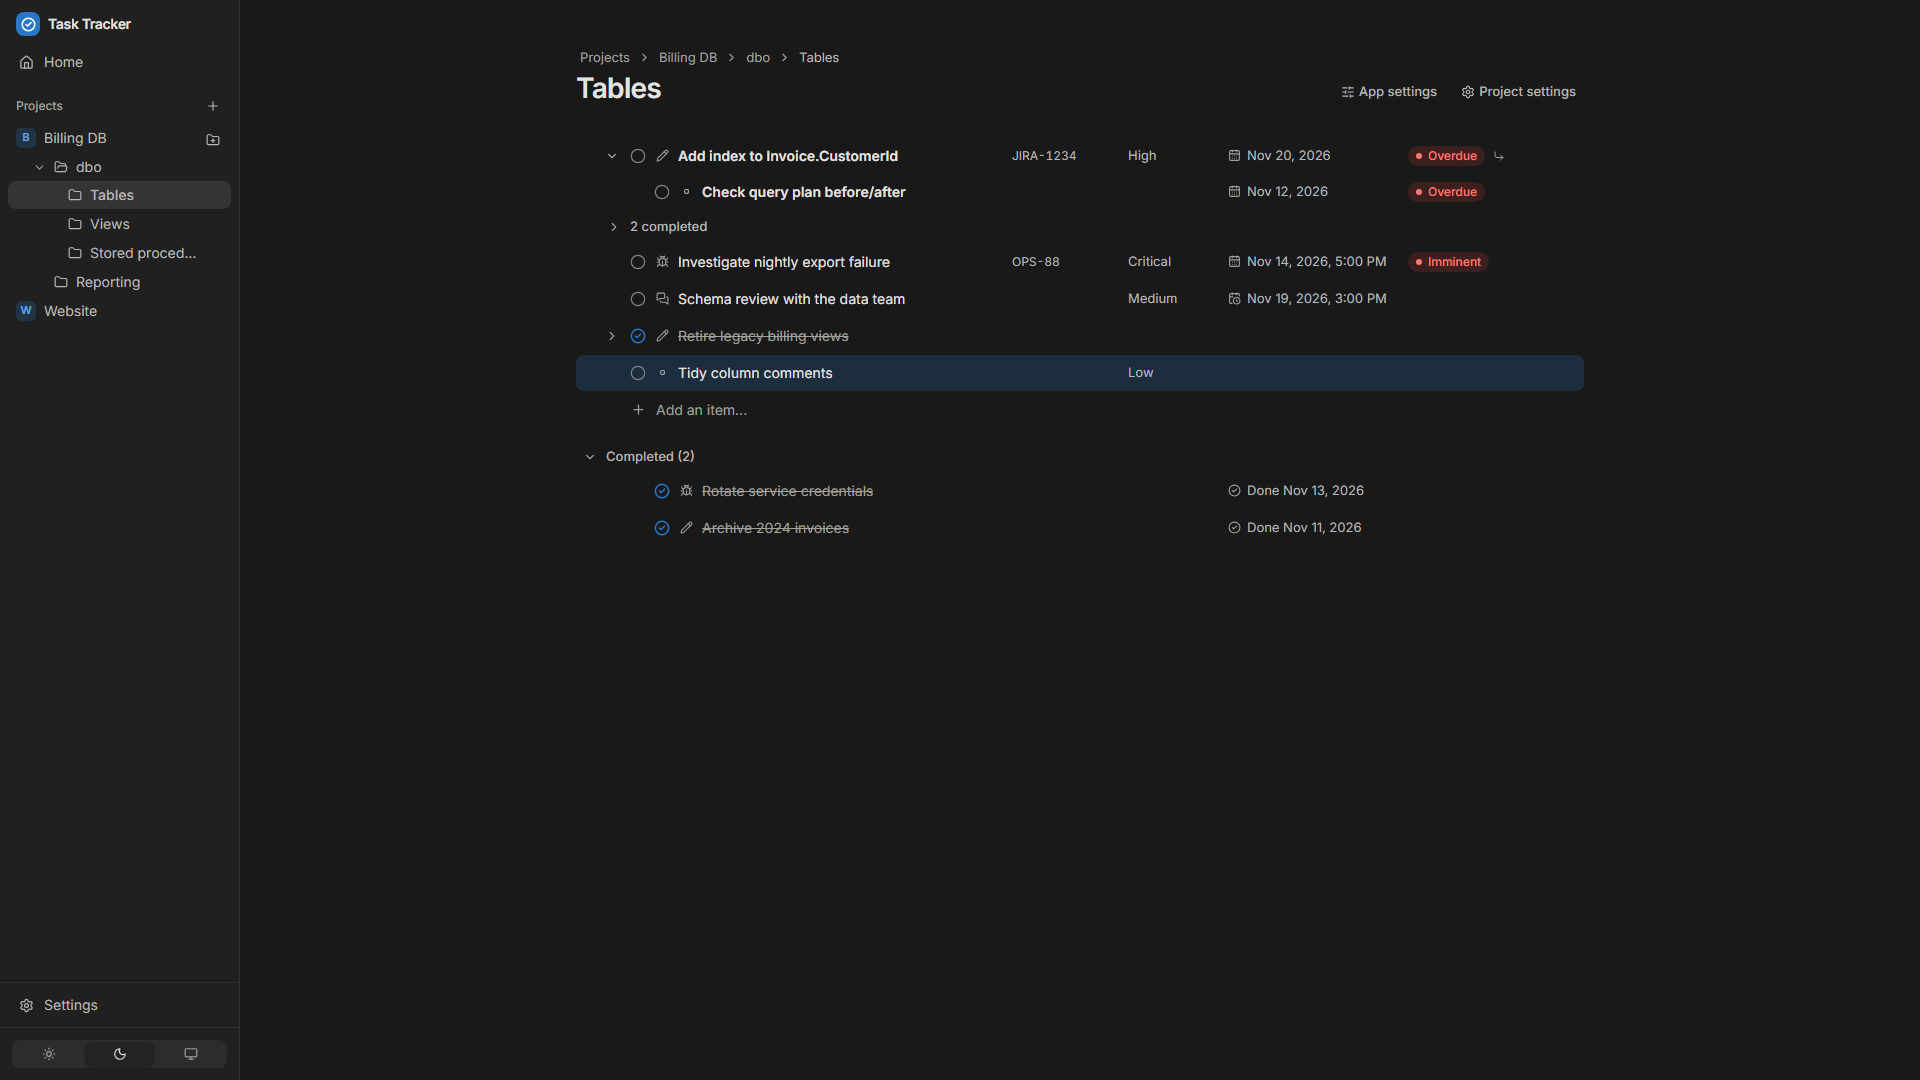 Task Tracker
Home
Projects
B Billing DB
dbo
Tables
Views
Stored proced...
Reporting
W Website
Settings
Projects > Billing DB > dbo > Tables
Tables
App settings Project settings
Add index to Invoice.CustomerId JIRA-1234 High Nov 20, 2026 Overdue
Check query plan before/after Nov 12, 2026 Overdue
2 completed
Investigate nightly export failure OPS-88 Critical Nov 14, 2026, 5:00 PM Imminent
Schema review with the data team Medium Nov 19, 2026, 3:00 PM
Retire legacy billing views
Tidy column comments Low
Add an item...
Completed (2)
Rotate service credentials Done Nov 13, 2026
Archive 2024 invoices Done Nov 11, 2026